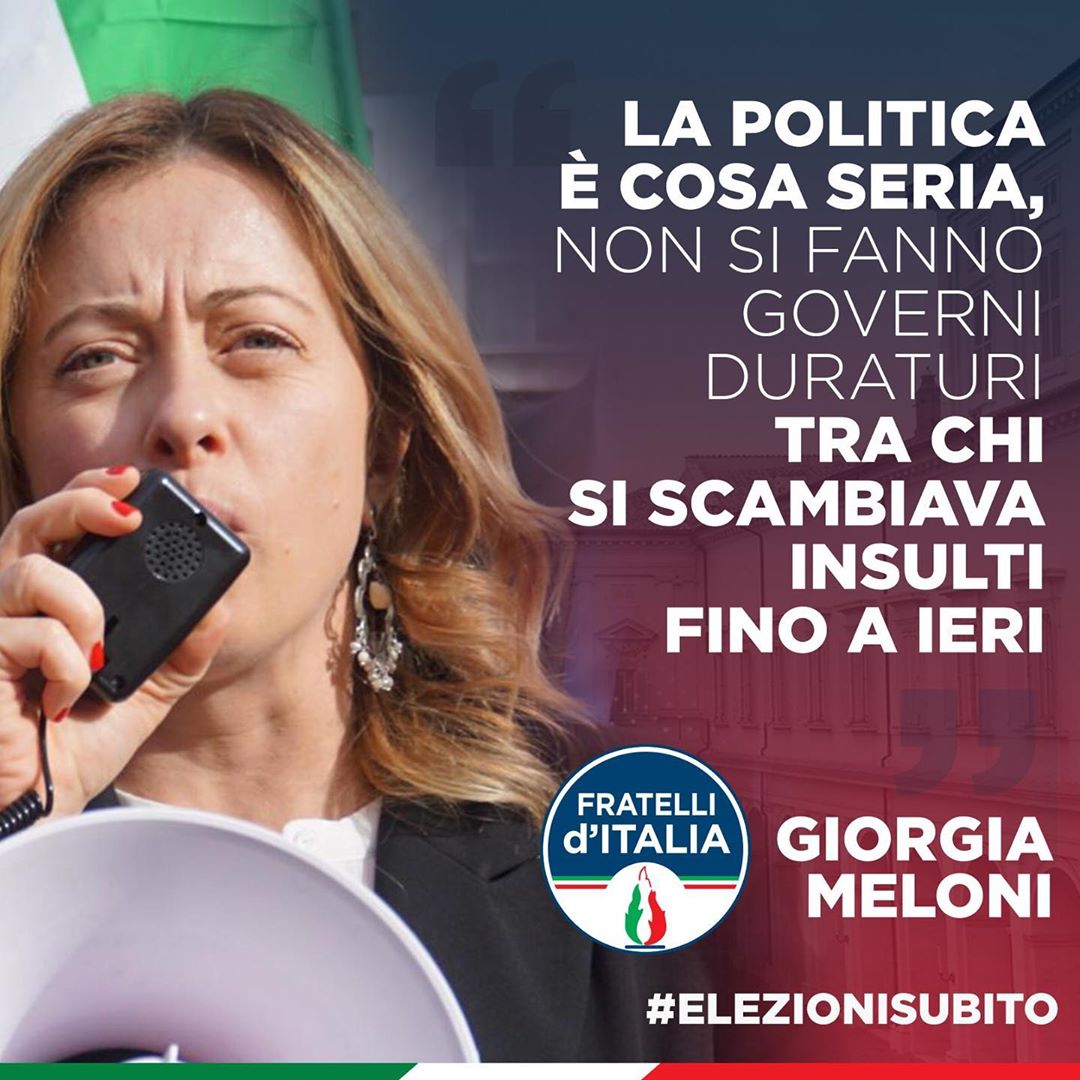 LA POLITICA
È COSA SERIA,
NON SI FANNO
GOVERNI
DURATURI
TRA CHI
SI SCAMBIAVA
INSULTI
FINO A IERI
FRATELLI
d'ITALIA
GIORGIA
MELONI
#ELEZIONISUBITO